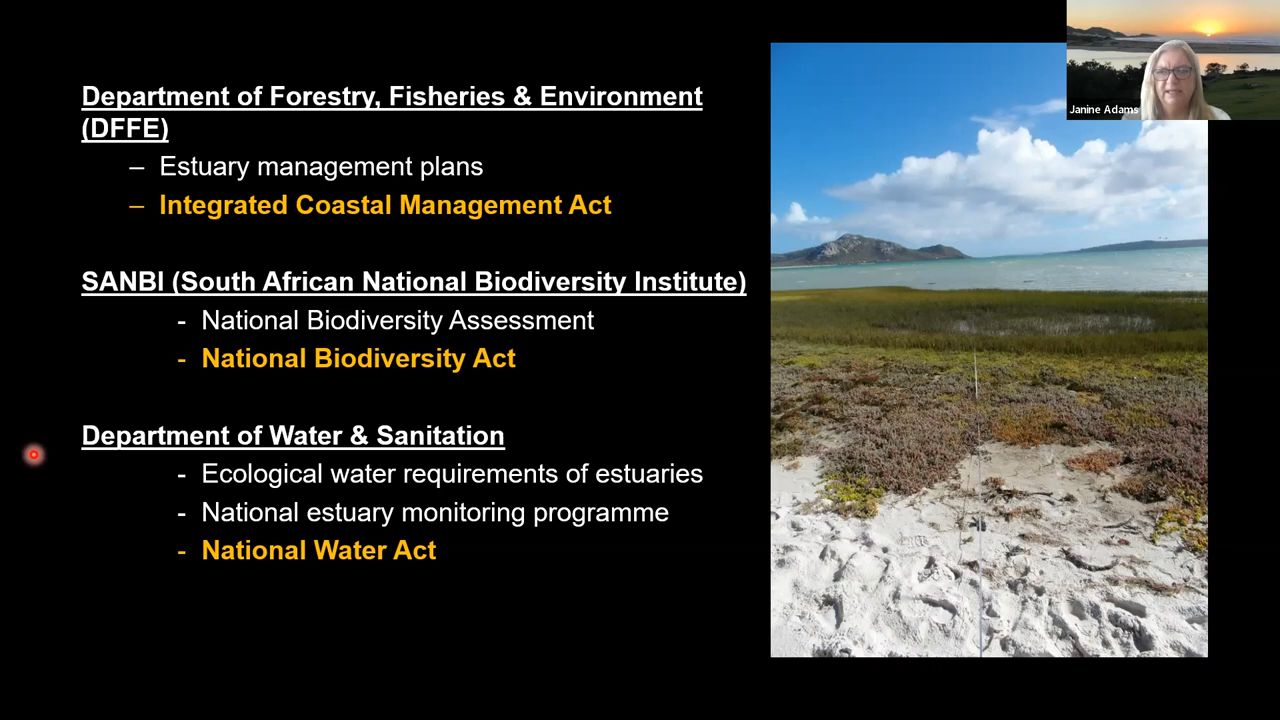 Department of Forestry, Fisheries & Environment
(DFFE)
– Estuary management plans
– Integrated Coastal Management Act
SANBI (South African National Biodiversity Institute)
- National Biodiversity Assessment
- National Biodiversity Act
Department of Water & Sanitation
- Ecological water requirements of estuaries
- National estuary monitoring programme
- National Water Act
Janine Adams